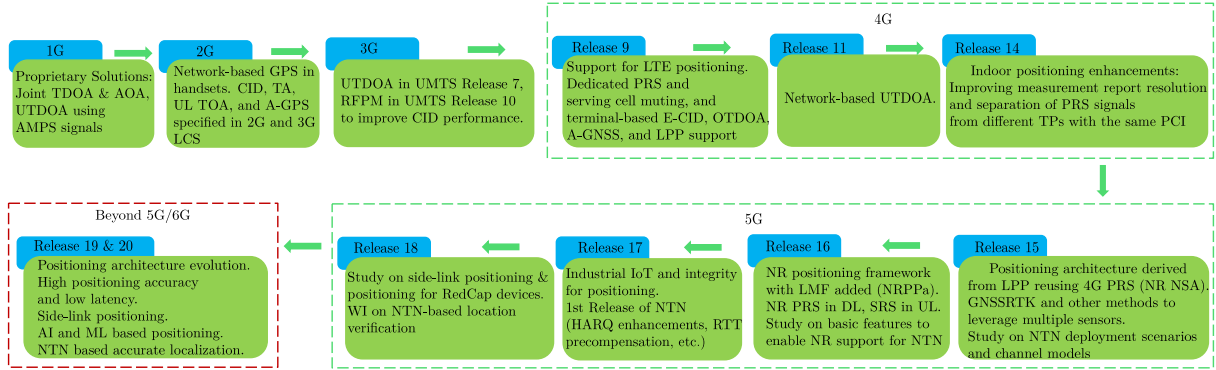 1G
Proprietary Solutions:
Joint TDOA & AOA,
UTDOA using
AMPS signals
2G
Network-based GPS in
handsets. CID, TA,
UL TOA, and A-GPS
specified in 2G and 3G
LCS
3G
UTDOA in UMTS Release 7,
RFPM in UMTS Release 10
to improve CID performance.
4G
Release 9
Support for LTE positioning.
Dedicated PRS and
serving cell muting, and
terminal-based E-CID, OTDOA,
A-GNSS, and LPP support
Release 11
Network-based UTDOA.
Release 14
Indoor positioning enhancements:
Improving measurement report resolution
and separation of PRS signals
from different TPs with the same PCI
5G
Release 15
Positioning architecture derived
from LPP reusing 4G PRS (NR NSA).
GNSSRTK and other methods to
leverage multiple sensors.
Study on NTN deployment scenarios
and channel models
Release 16
NR positioning framework
with LMF added (NRPPa).
NR PRS in DL, SRS in UL.
Study on basic features to
enable NR support for NTN
Release 17
Industrial IoT and integrity
for positioning.
1st Release of NTN
(HARQ enhancements, RTT
precompensation, etc.)
Release 18
Study on side-link positioning &
positioning for RedCap devices.
WI on NTN-based location
verification
Beyond 5G/6G
Release 19 & 20
Positioning architecture evolution.
High positioning accuracy
and low latency.
Side-link positioning.
AI and ML based positioning.
NTN based accurate localization.